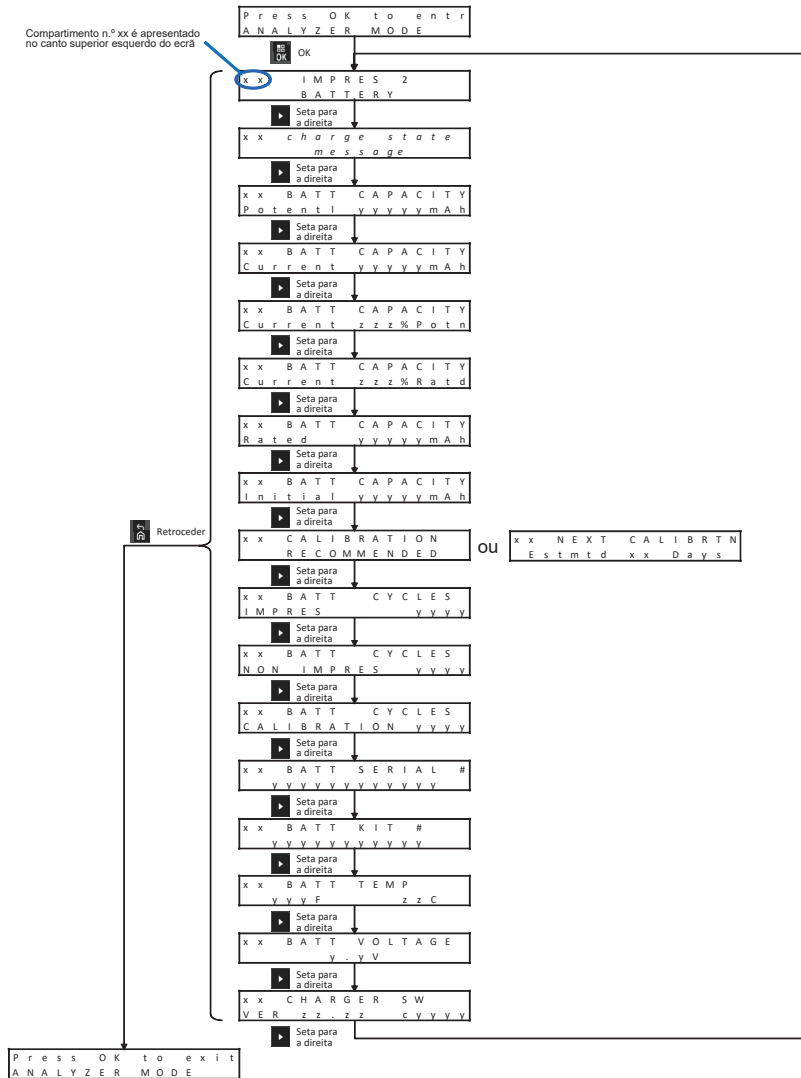 Press OK to entr
ANALYZER MODE
Compartimento n.º xx é apresentado
no canto superior esquerdo do ecrã
OK
OK
xx IMPRES 2
BATTERY
Seta para
a direita
xx charge state
message
Seta para
a direita
xx BATT CAPACITY
Potentl yyyyymAh
Seta para
a direita
xx BATT CAPACITY
Current yyyyymAh
Seta para
a direita
xx BATT CAPACITY
Current zzz%Potn
Seta para
a direita
xx BATT CAPACITY
Current zzz%Ratd
Seta para
a direita
xx BATT CAPACITY
Rated yyyyymAh
Seta para
a direita
xx BATT CAPACITY
Initial yyyyymAh
Seta para
a direita
Retroceder
xx CALIBRATION
RECOMMENDED
ou
xx NEXT CALIBRTN
Estmtd xx Days
Seta para
a direita
xx BATT CYCLES
IMPRES yyyy
Seta para
a direita
xx BATT CYCLES
NON IMPRES yyyy
Seta para
a direita
xx BATT CYCLES
CALIBRATION yyyy
Seta para
a direita
xx BATT SERIAL #
yyyyyyyyyyyy
Seta para
a direita
xx BATT KIT #
yyyyyyyyyyy
Seta para
a direita
xx BATT TEMP
yyyF zzC
Seta para
a direita
xx BATT VOLTAGE
y.yV
Seta para
a direita
xx CHARGER SW
VER zz.zz cyyyy
Seta para
a direita
Press OK to exit
ANALYZER MODE